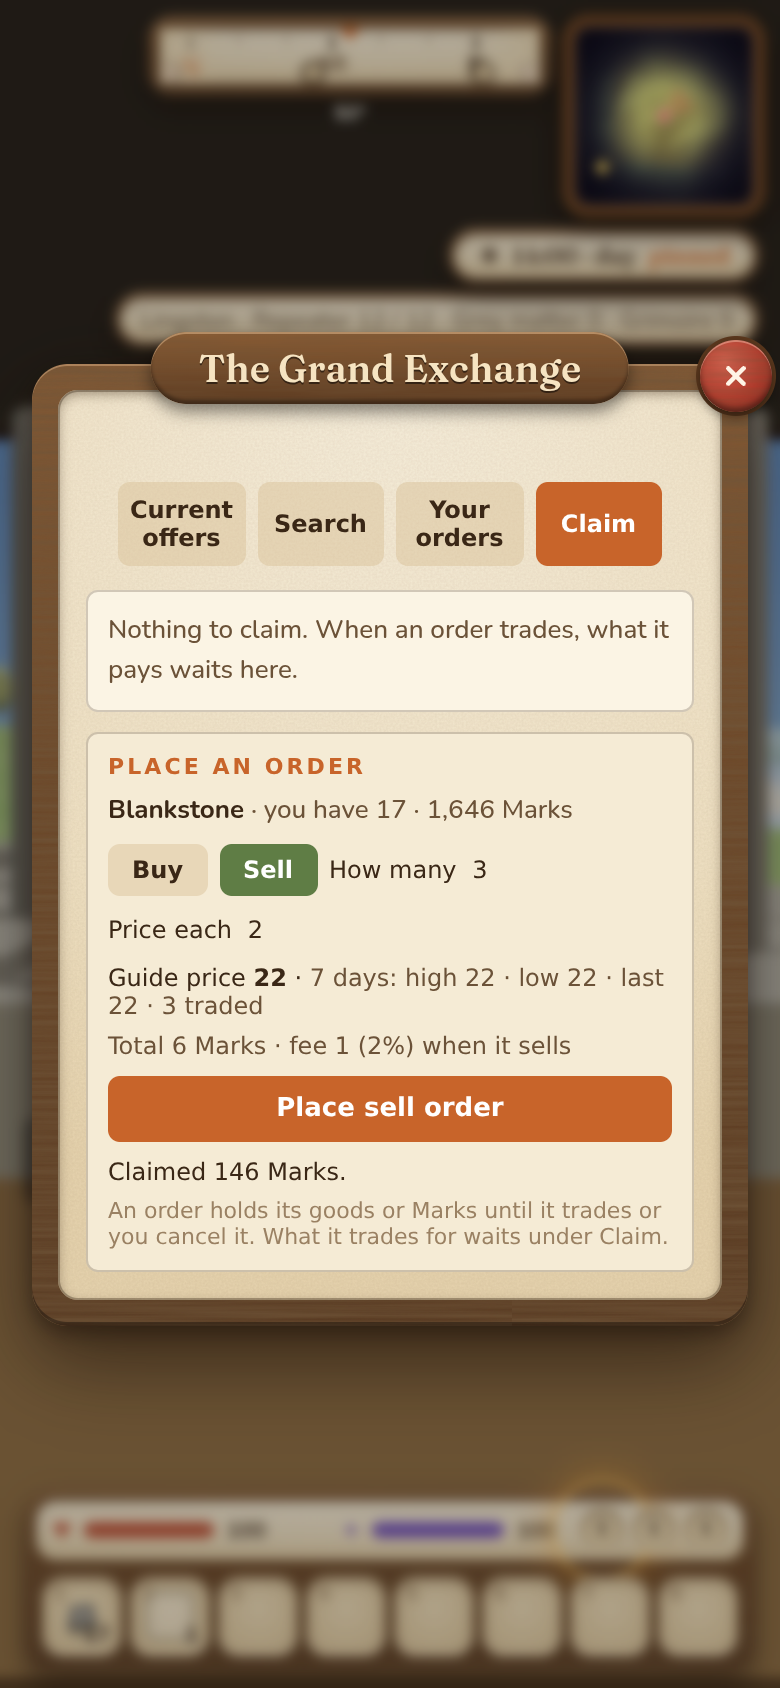 The Grand Exchange
Current
offers
Search
Your
orders
Claim
Nothing to claim. When an order trades, what it
pays waits here.
PLACE AN ORDER
Blankstone · you have 17 · 1,646 Marks
Buy Sell How many 3
Price each 2
Guide price 22 · 7 days: high 22 · low 22 · last
22 · 3 traded
Total 6 Marks · fee 1 (2%) when it sells
Place sell order
Claimed 146 Marks.
An order holds its goods or Marks until it trades or
you cancel it. What it trades for waits under Claim.